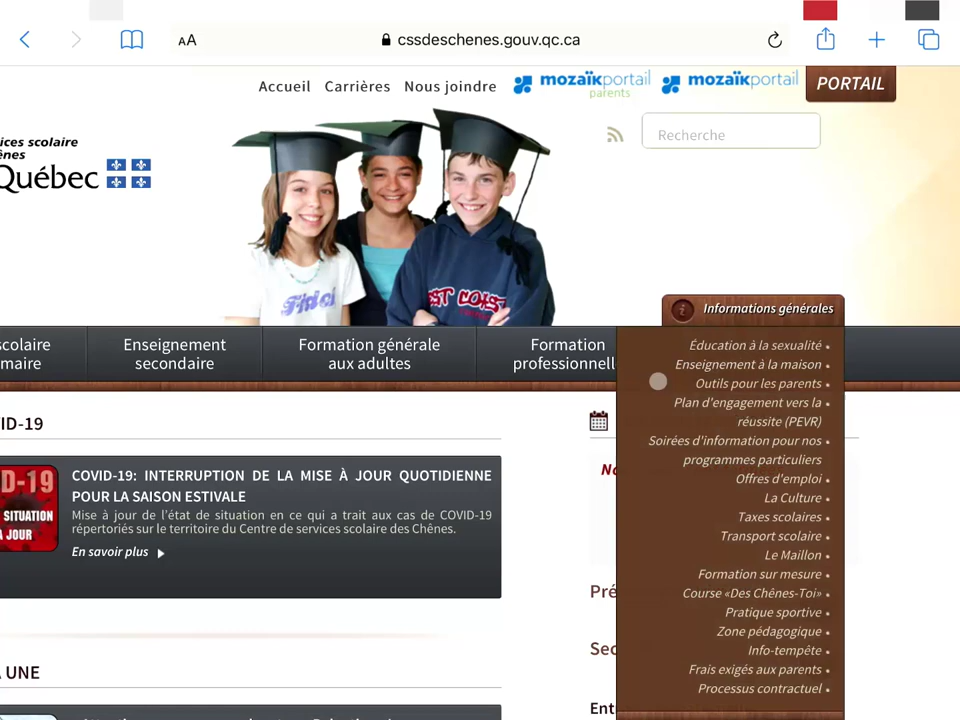 AA
cssdeschenes.gouv.qc.ca
Accueil Carrières Nous joindre
mozaïkportail
parents
mozaïkportail
PORTAIL
Recherche
ices scolaire
ênes
Québec
WEST COAST
i Informations générales
scolaire
maire
Enseignement
secondaire
Formation générale
aux adultes
Formation
professionnelle
Éducation à la sexualité
Enseignement à la maison
Outils pour les parents
Plan d'engagement vers la
réussite (PEVR)
Soirées d'information pour nos
programmes particuliers
Offres d'emploi
La Culture
Taxes scolaires
Transport scolaire
Le Maillon
Formation sur mesure
Course «Des Chênes-Toi»
Pratique sportive
Zone pédagogique
Info-tempête
Frais exigés aux parents
Processus contractuel
ID-19
D-19
SITUATION
À JOUR
COVID-19: INTERRUPTION DE LA MISE À JOUR QUOTIDIENNE
POUR LA SAISON ESTIVALE
Mise à jour de l'état de situation en ce qui a trait aux cas de COVID-19
répertoriés sur le territoire du Centre de services scolaire des Chênes.
En savoir plus
No
Pré
Sec
Ent
UNE